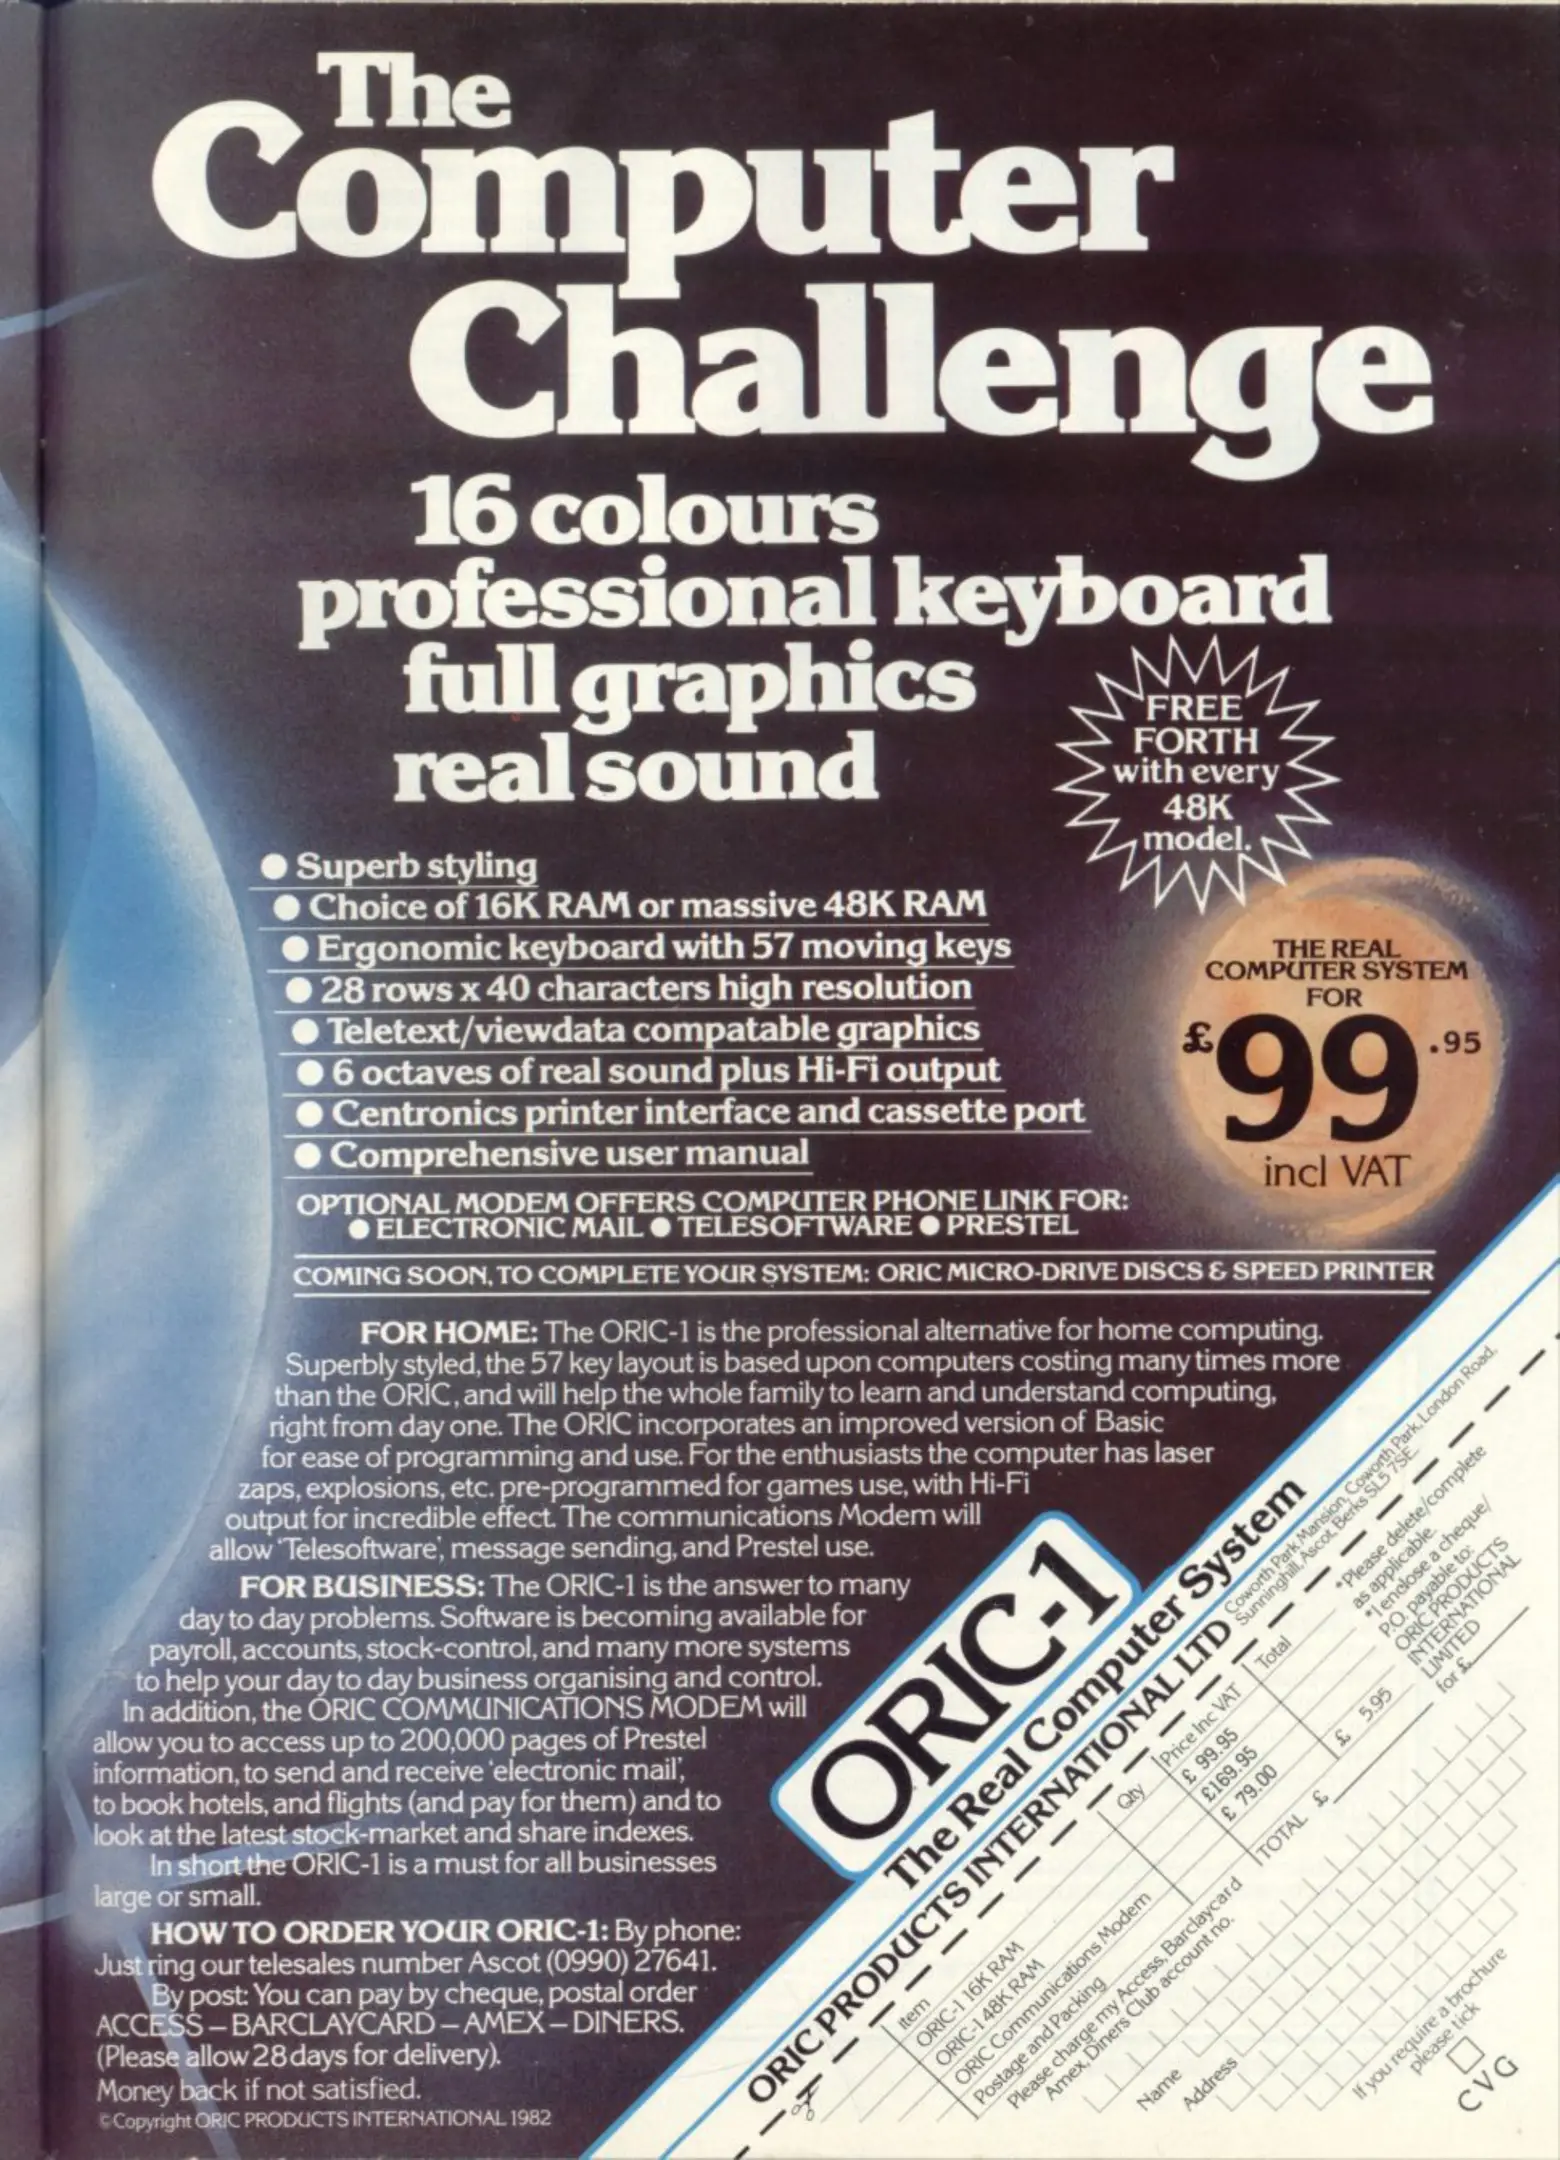 The
Computer
Challenge
16 colours
professional keyboard
full graphics
real sound
FREE
FORTH
with every
48K
model.
● Superb styling
● Choice of 16K RAM or massive 48K RAM
● Ergonomic keyboard with 57 moving keys
● 28 rows x 40 characters high resolution
● Teletext/viewdata compatable graphics
● 6 octaves of real sound plus Hi-Fi output
● Centronics printer interface and cassette port
● Comprehensive user manual
THE REAL
COMPUTER SYSTEM
FOR
£99.95
incl VAT
OPTIONAL MODEM OFFERS COMPUTER PHONE LINK FOR:
● ELECTRONIC MAIL ● TELESOFTWARE ● PRESTEL
COMING SOON, TO COMPLETE YOUR SYSTEM: ORIC MICRO-DRIVE DISCS & SPEED PRINTER
FOR HOME: The ORIC-1 is the professional alternative for home computing.
Superbly styled, the 57 key layout is based upon computers costing many times more
than the ORIC, and will help the whole family to learn and understand computing,
right from day one. The ORIC incorporates an improved version of Basic
for ease of programming and use. For the enthusiasts the computer has laser
zaps, explosions, etc. pre-programmed for games use, with Hi-Fi
output for incredible effect. The communications Modem will
allow 'Telesoftware', message sending, and Prestel use.
FOR BUSINESS: The ORIC-1 is the answer to many
day to day problems. Software is becoming available for
payroll, accounts, stock-control, and many more systems
to help your day to day business organising and control.
In addition, the ORIC COMMUNICATIONS MODEM will
allow you to access up to 200,000 pages of Prestel
information, to send and receive 'electronic mail',
to book hotels, and flights (and pay for them) and to
look at the latest stock-market and share indexes.
In short the ORIC-1 is a must for all businesses
large or small.
HOW TO ORDER YOUR ORIC-1: By phone:
Just ring our telesales number Ascot (0990) 27641.
By post: You can pay by cheque, postal order
ACCESS – BARCLAYCARD – AMEX – DINERS.
(Please allow 28 days for delivery).
Money back if not satisfied.
© Copyright ORIC PRODUCTS INTERNATIONAL 1982
ORIC-1
The Real Computer System
ORIC PRODUCTS INTERNATIONAL LTD
Coworth Park Mansion, Coworth Park, London Road,
Sunninghill, Ascot, Berks SL5 7SE
Item Qty Price Inc VAT Total
ORIC-1 16K RAM £ 99.95
ORIC-1 48K RAM £169.95
ORIC Communications Modem £ 79.00
Postage and Packing £ 5.95
TOTAL £
Please charge my Access, Barclaycard
Amex, Diners Club account no.
*Please delete/complete
as applicable.
*I enclose a cheque/
P.O. payable to:
ORIC PRODUCTS
INTERNATIONAL
LIMITED
for £
Name
Address
If you require a brochure
please tick
CVG